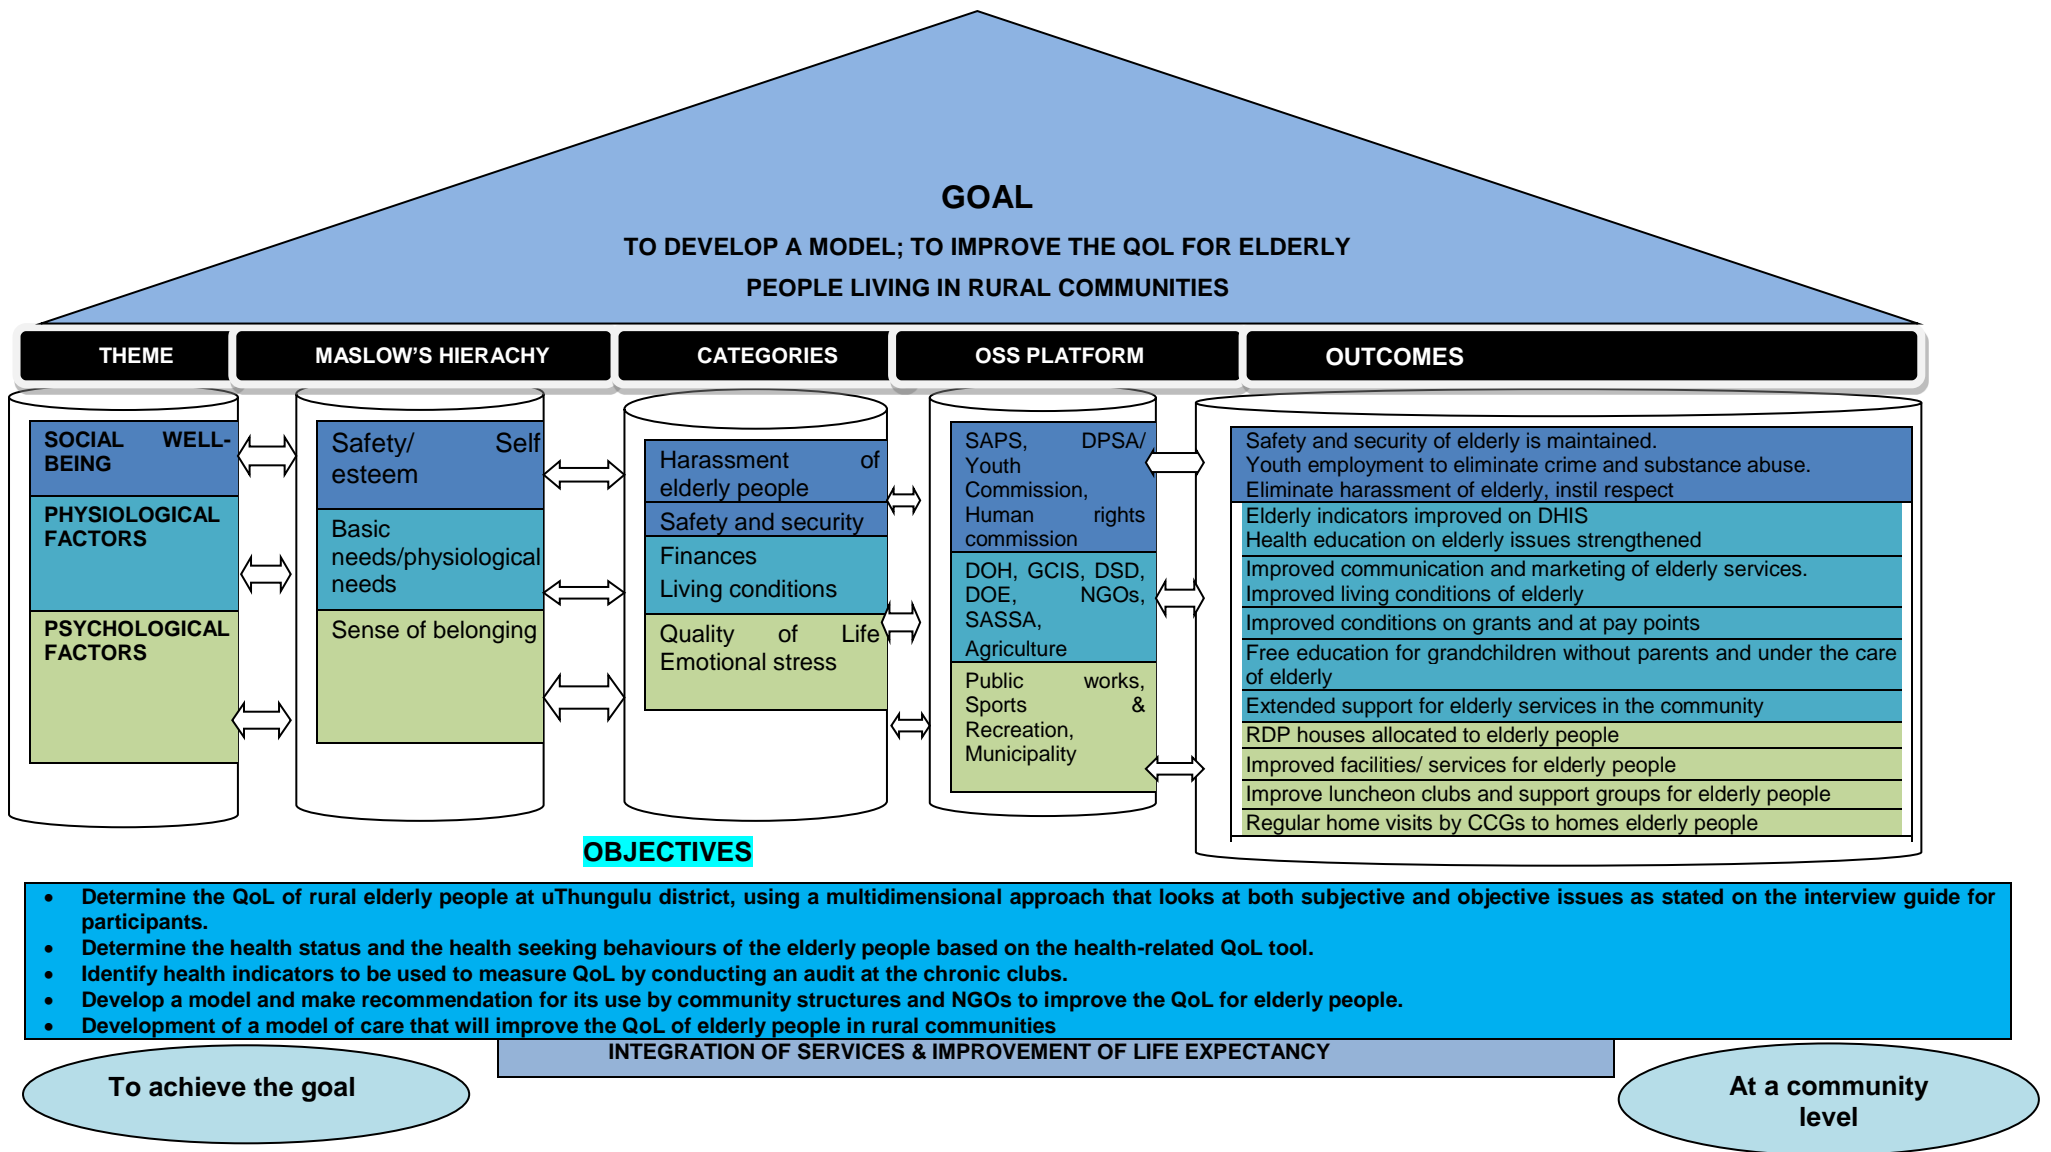 GOAL
TO DEVELOP A MODEL; TO IMPROVE THE QOL FOR ELDERLY
PEOPLE LIVING IN RURAL COMMUNITIES
THEME
MASLOW'S HIERACHY
CATEGORIES
OSS PLATFORM
OUTCOMES
SOCIAL WELL-
BEING
PHYSIOLOGICAL
FACTORS
PSYCHOLOGICAL
FACTORS
Safety/ Self
esteem
Basic
needs/physiological
needs
Sense of belonging
Harassment of
elderly people
Safety and security
Finances
Living conditions
Quality of Life
Emotional stress
SAPS, DPSA/
Youth
Commission,
Human rights
commission
DOH, GCIS, DSD,
DOE, NGOs,
SASSA,
Agriculture
Public works,
Sports &
Recreation,
Municipality
Safety and security of elderly is maintained.
Youth employment to eliminate crime and substance abuse.
Eliminate harassment of elderly, instil respect
Elderly indicators improved on DHIS
Health education on elderly issues strengthened
Improved communication and marketing of elderly services.
Improved living conditions of elderly
Improved conditions on grants and at pay points
Free education for grandchildren without parents and under the care
of elderly
Extended support for elderly services in the community
RDP houses allocated to elderly people
Improved facilities/ services for elderly people
Improve luncheon clubs and support groups for elderly people
Regular home visits by CCGs to homes elderly people
OBJECTIVES
• Determine the QoL of rural elderly people at uThungulu district, using a multidimensional approach that looks at both subjective and objective issues as stated on the interview guide for
participants.
• Determine the health status and the health seeking behaviours of the elderly people based on the health-related QoL tool.
• Identify health indicators to be used to measure QoL by conducting an audit at the chronic clubs.
• Develop a model and make recommendation for its use by community structures and NGOs to improve the QoL for elderly people.
• Development of a model of care that will improve the QoL of elderly people in rural communities
INTEGRATION OF SERVICES & IMPROVEMENT OF LIFE EXPECTANCY
To achieve the goal
At a community
level